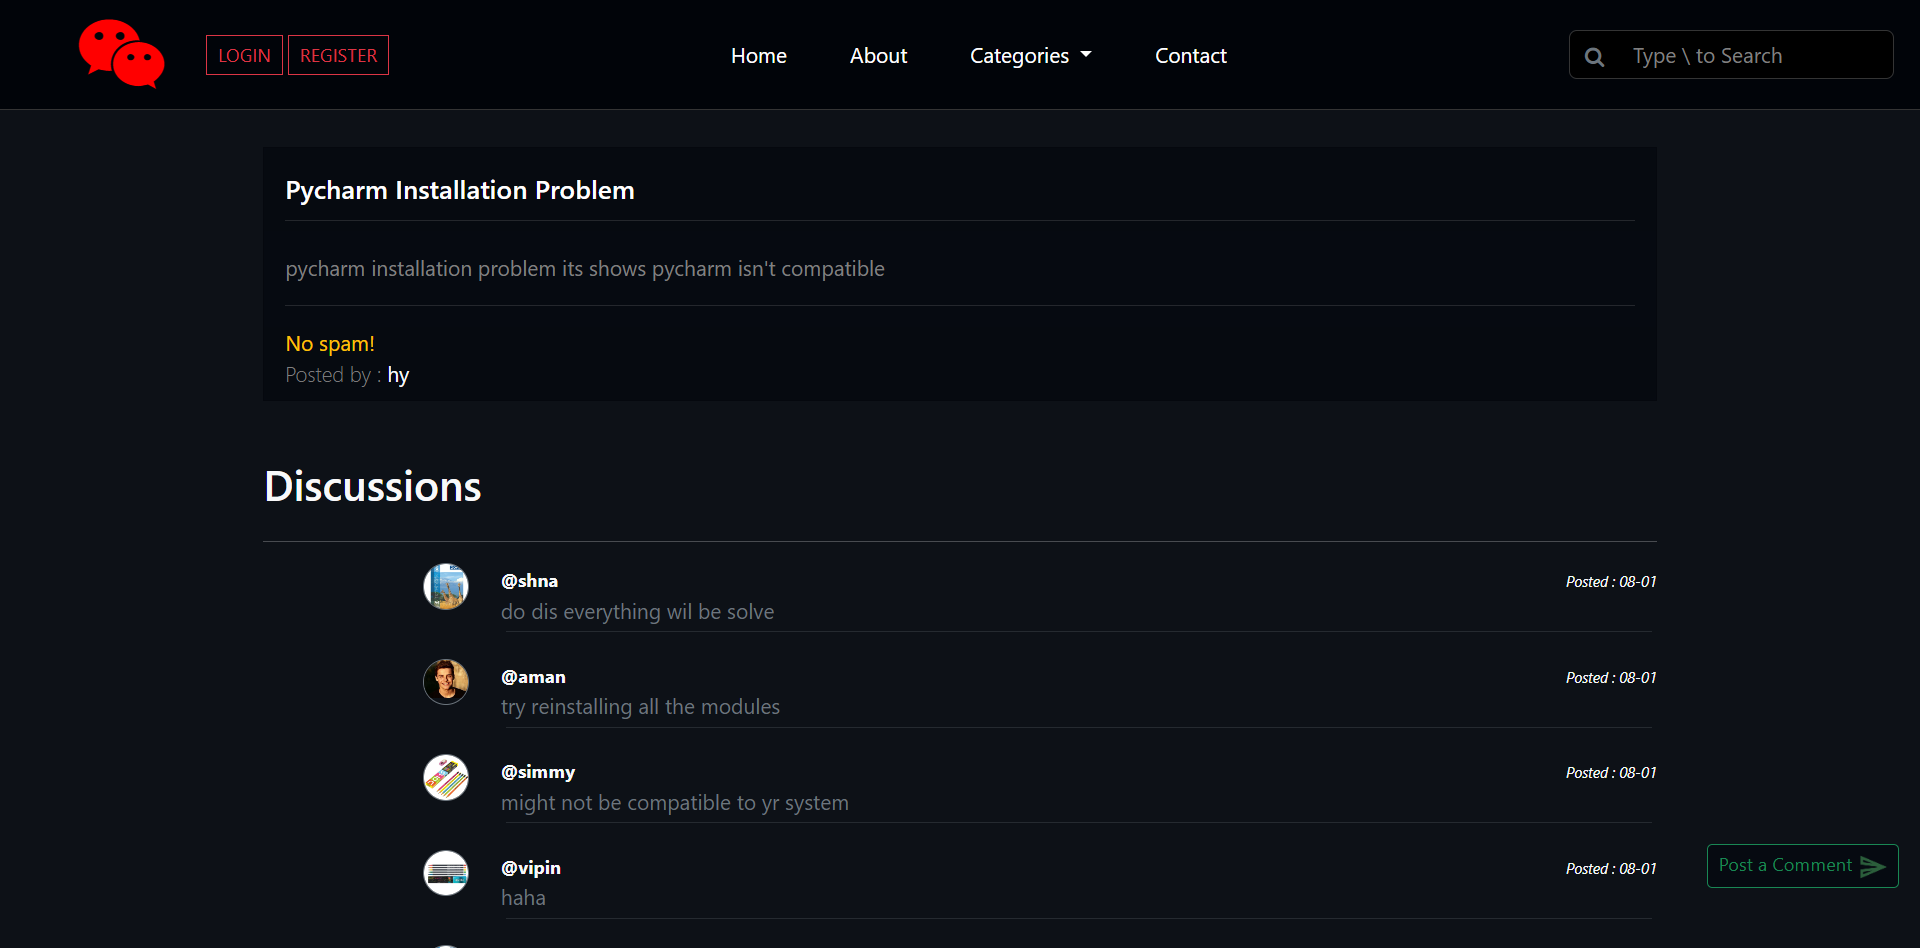 LOGIN REGISTER Home About Categories Contact Type \ to Search
Pycharm Installation Problem
pycharm installation problem its shows pycharm isn't compatible
No spam!
Posted by : hy
Discussions
@shna Posted : 08-01
do dis everything wil be solve
@aman Posted : 08-01
try reinstalling all the modules
@simmy Posted : 08-01
might not be compatible to yr system
@vipin Posted : 08-01
Post a Comment
haha